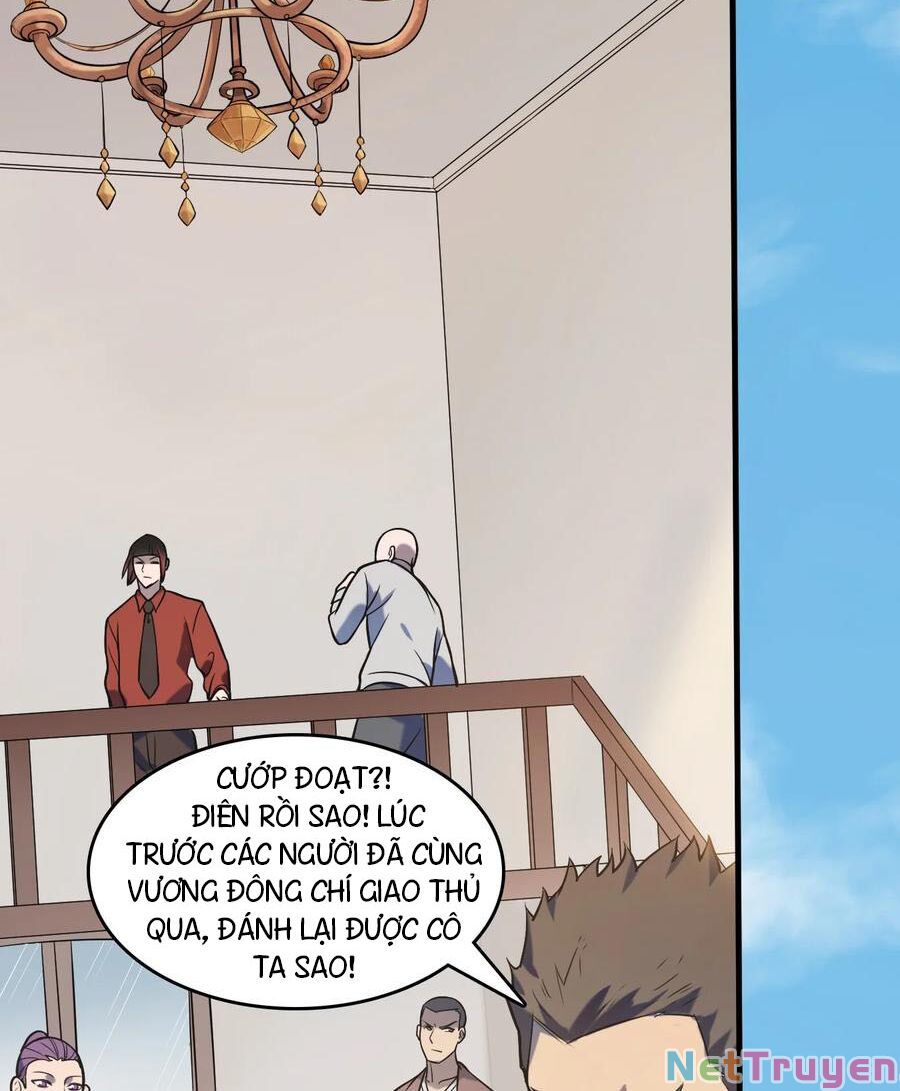 CƯỚP ĐOẠT?!
ĐIÊN RỒI SAO! LÚC
TRƯỚC CÁC NGƯỜI ĐÃ CÙNG
VƯƠNG ĐÔNG CHÍ GIAO THỦ
QUA, ĐÁNH LẠI ĐƯỢC CÔ
TA SAO!
NetTruyen